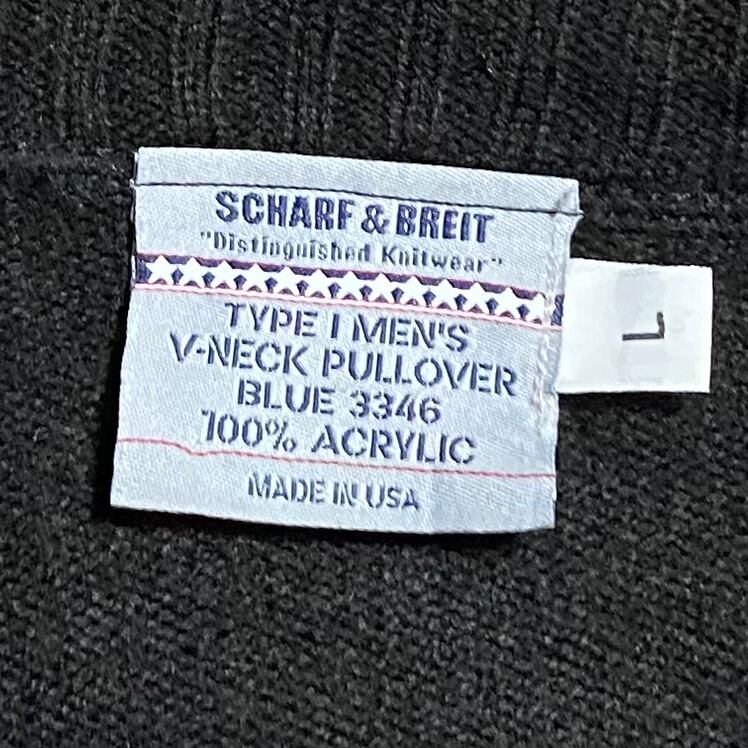 SCHARF & BREIT
"Distinguished Knitwear"
TYPE I MEN'S
V-NECK PULLOVER
BLUE 3346
100% ACRYLIC
MADE IN USA
L